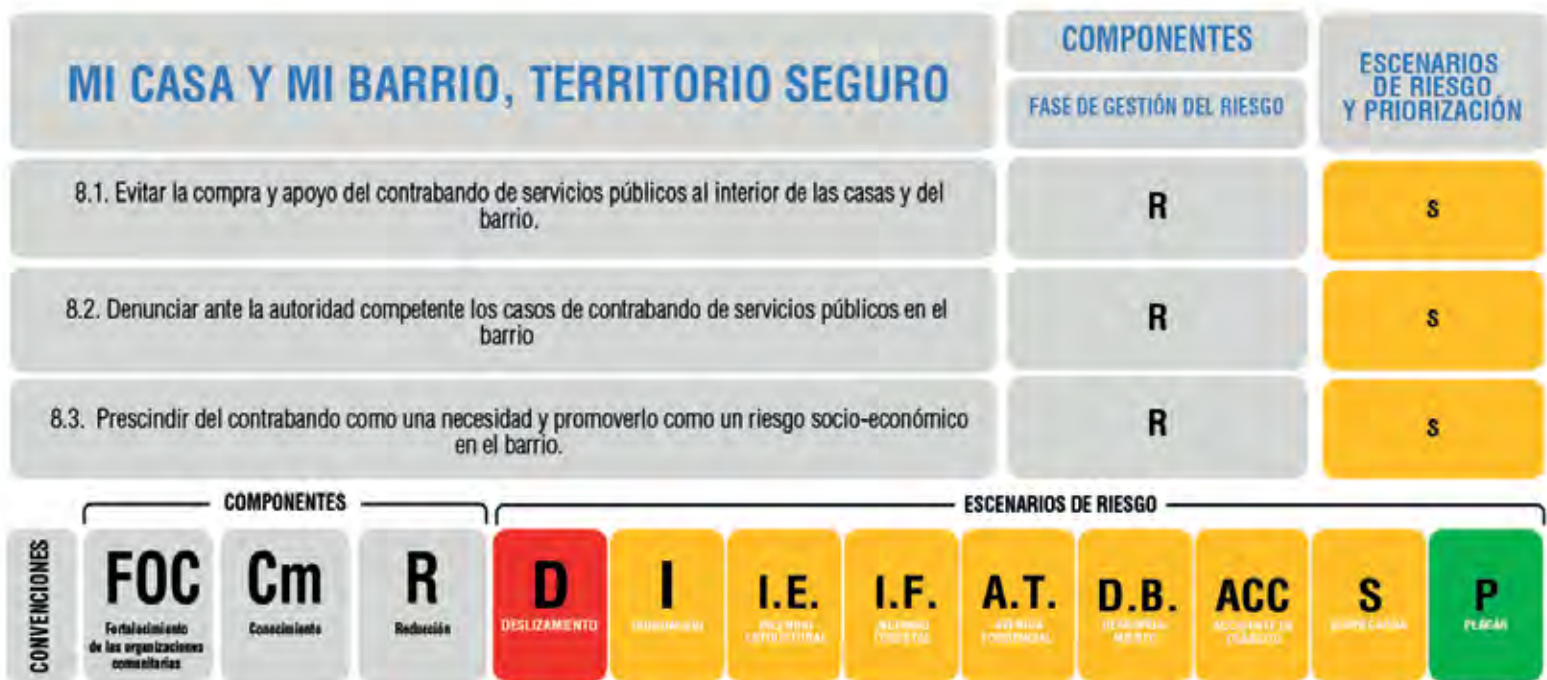 MI CASA Y MI BARRIO, TERRITORIO SEGURO
COMPONENTES
FASE DE GESTIÓN DEL RIESGO
ESCENARIOS
DE RIESGO
Y PRIORIZACIÓN
8.1. Evitar la compra y apoyo del contrabando de servicios públicos al interior de las casas y del
barrio.
R
S
8.2. Denunciar ante la autoridad competente los casos de contrabando de servicios públicos en el
barrio
R
S
8.3. Prescindir del contrabando como una necesidad y promoverlo como un riesgo socio-económico
en el barrio.
R
S
CONVENCIONES
COMPONENTES
FOC
Fortalecimiento
de las organizaciones
comunitarias
Cm
Conocimiento
R
Reducción
ESCENARIOS DE RIESGO
D
DESLIZAMIENTO
I
I.E.
I.F.
A.T.
D.B.
ACC
S
P
PLAGAS